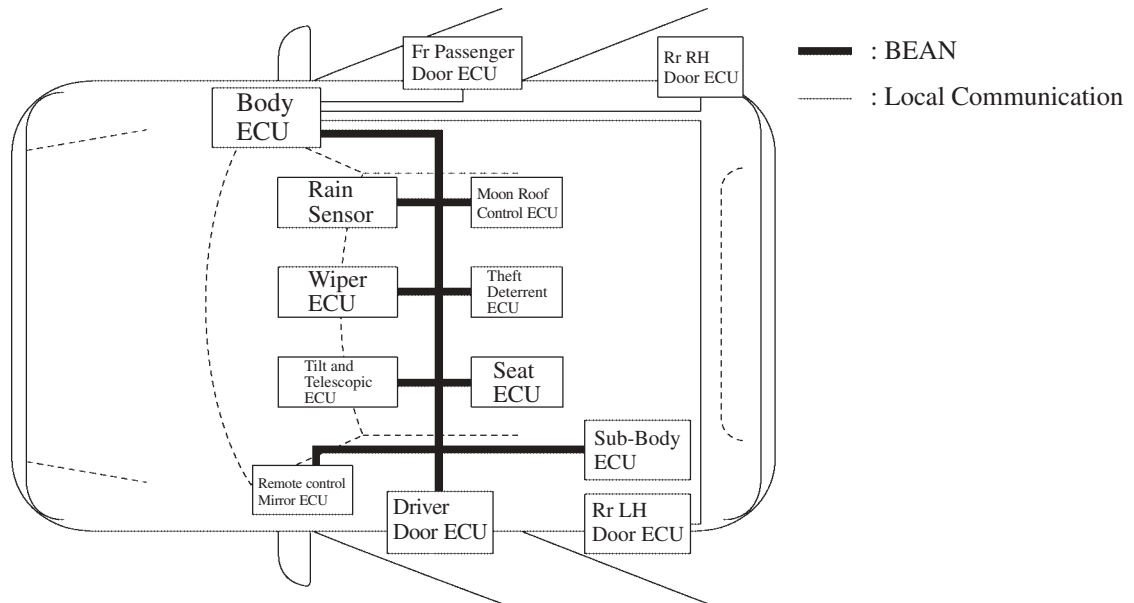 Fr Passenger
Door ECU
Rr RH
Door ECU
: BEAN
: Local Communication
Body
ECU
Rain
Sensor
Moon Roof
Control ECU
Wiper
ECU
Theft
Deterrent
ECU
Tilt and
Telescopic
ECU
Seat
ECU
Sub-Body
ECU
Remote control
Mirror ECU
Driver
Door ECU
Rr LH
Door ECU